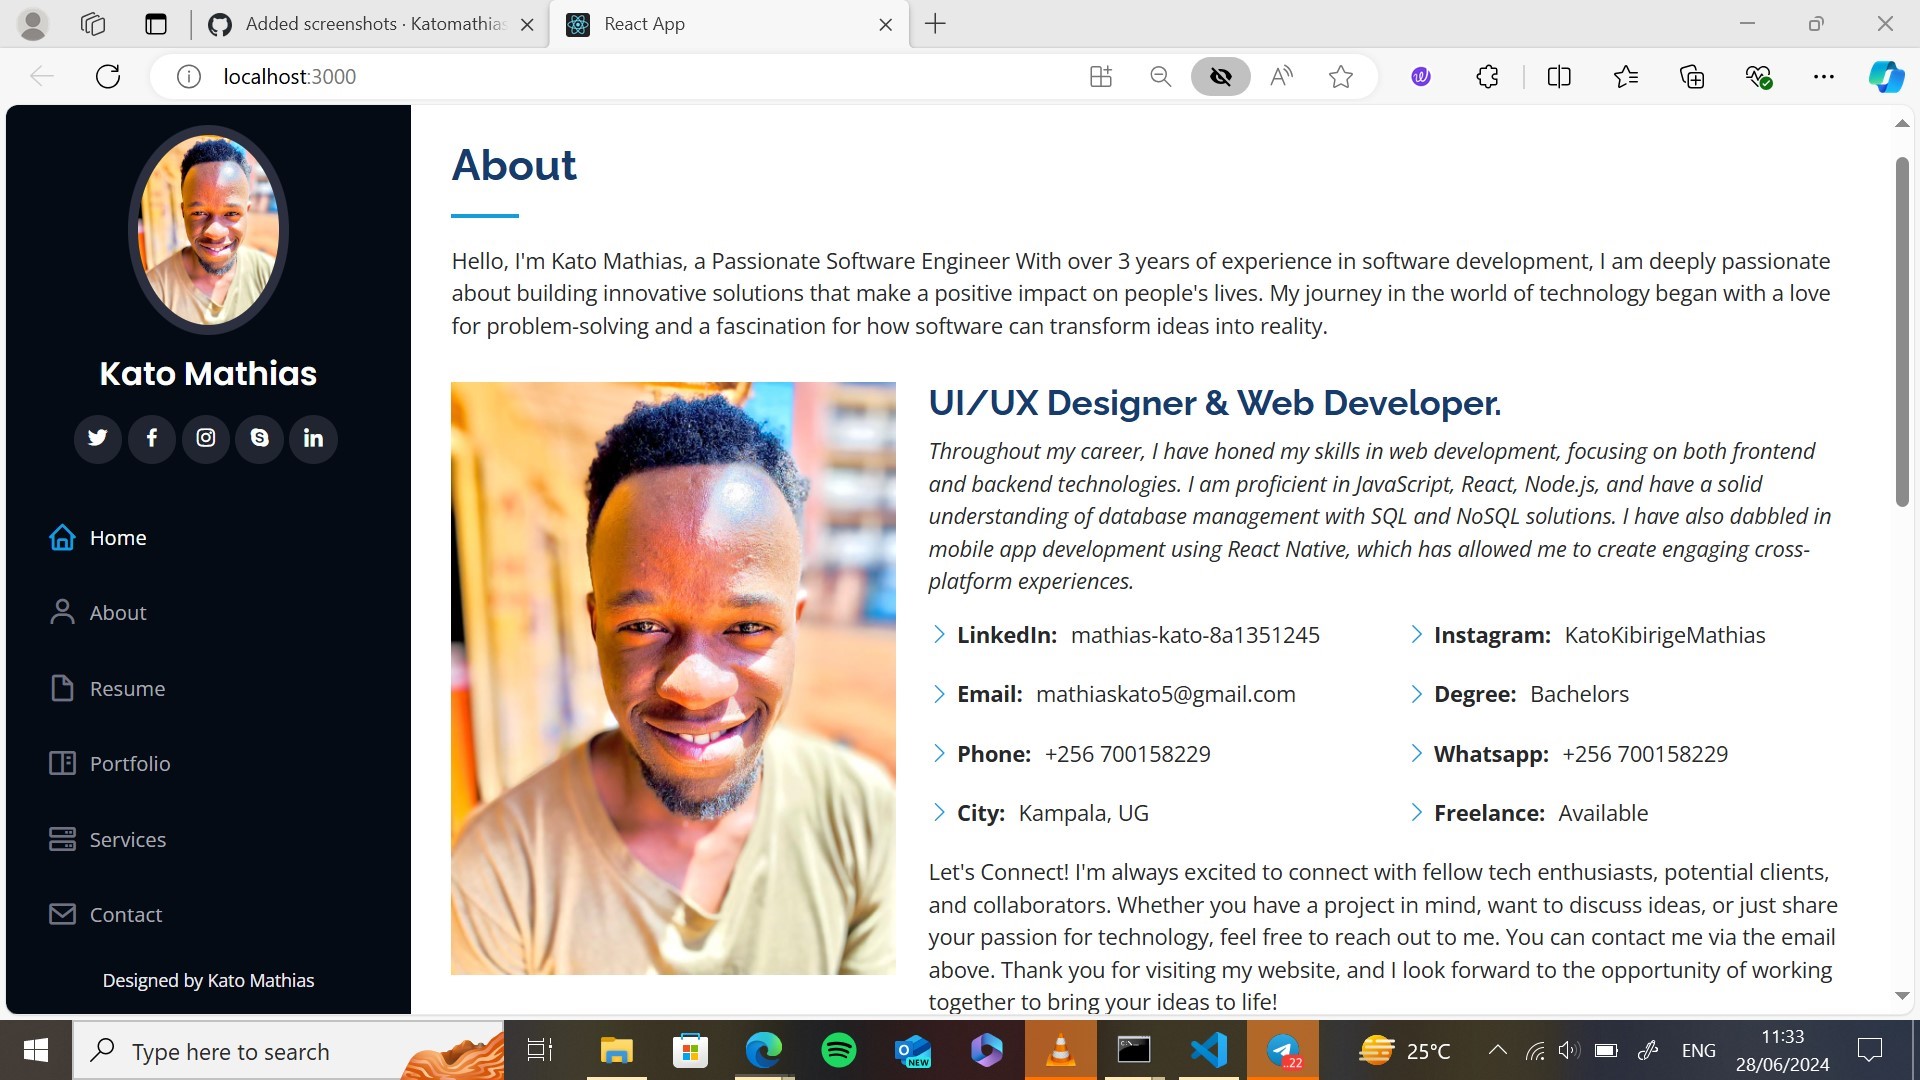 Added screenshots · Katomathias
React App
localhost:3000
Kato Mathias
Home
About
Resume
Portfolio
Services
Contact
Designed by Kato Mathias
About
Hello, I'm Kato Mathias, a Passionate Software Engineer With over 3 years of experience in software development, I am deeply passionate
about building innovative solutions that make a positive impact on people's lives. My journey in the world of technology began with a love
for problem-solving and a fascination for how software can transform ideas into reality.
UI/UX Designer & Web Developer.
Throughout my career, I have honed my skills in web development, focusing on both frontend
and backend technologies. I am proficient in JavaScript, React, Node.js, and have a solid
understanding of database management with SQL and NoSQL solutions. I have also dabbled in
mobile app development using React Native, which has allowed me to create engaging cross-
platform experiences.
LinkedIn: mathias-kato-8a1351245
Instagram: KatoKibirigeMathias
Email: mathiaskato5@gmail.com
Degree: Bachelors
Phone: +256 700158229
Whatsapp: +256 700158229
City: Kampala, UG
Freelance: Available
Let's Connect! I'm always excited to connect with fellow tech enthusiasts, potential clients,
and collaborators. Whether you have a project in mind, want to discuss ideas, or just share
your passion for technology, feel free to reach out to me. You can contact me via the email
above. Thank you for visiting my website, and I look forward to the opportunity of working
together to bring your ideas to life!
Type here to search
NEW
..22
25°C
ENG
11:33
28/06/2024